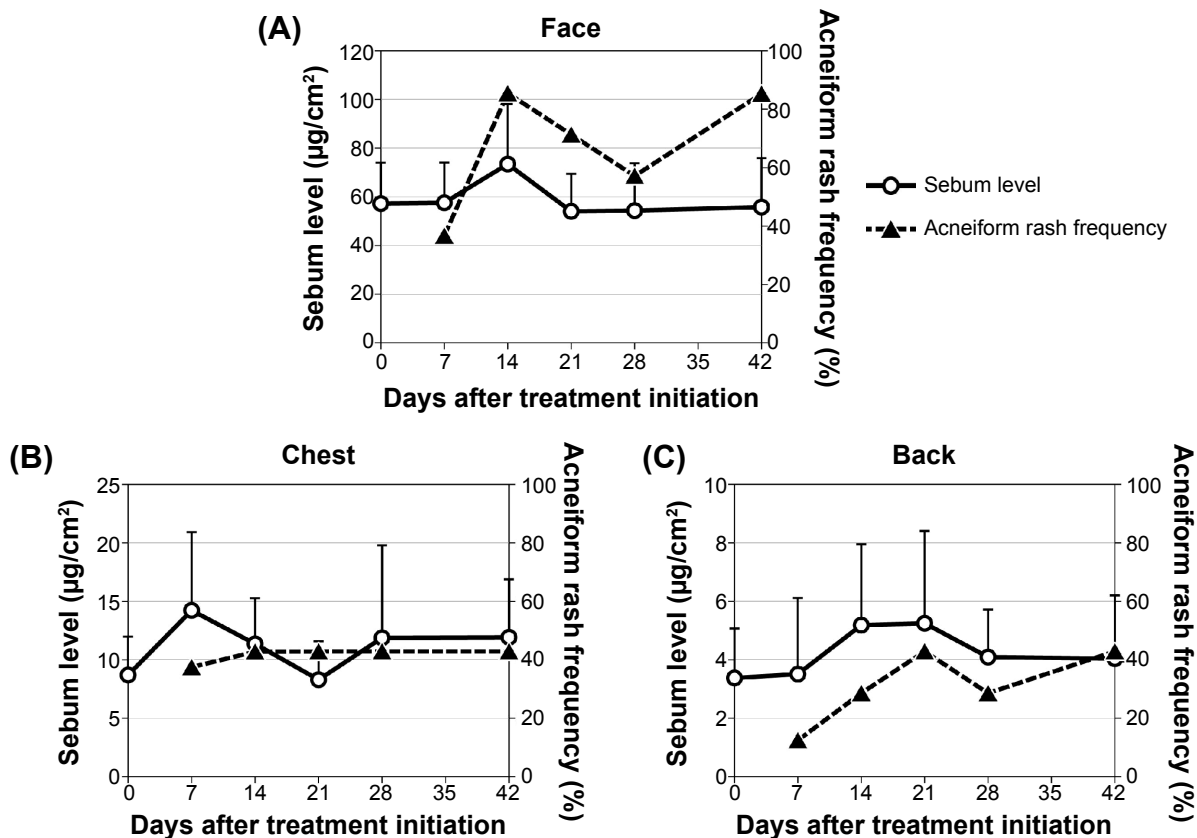 (A)
Face
Sebum level (µg/cm²)
120
100
80
60
40
20
0
Acneiform rash frequency (%)
100
80
60
40
20
0
0 7 14 21 28 35 42
Days after treatment initiation
Sebum level
Acneiform rash frequency
(B)
Chest
Sebum level (µg/cm²)
25
20
15
10
5
0
Acneiform rash frequency (%)
100
80
60
40
20
0
0 7 14 21 28 35 42
Days after treatment initiation
(C)
Back
Sebum level (µg/cm²)
10
8
6
4
2
0
Acneiform rash frequency (%)
100
80
60
40
20
0
0 7 14 21 28 35 42
Days after treatment initiation